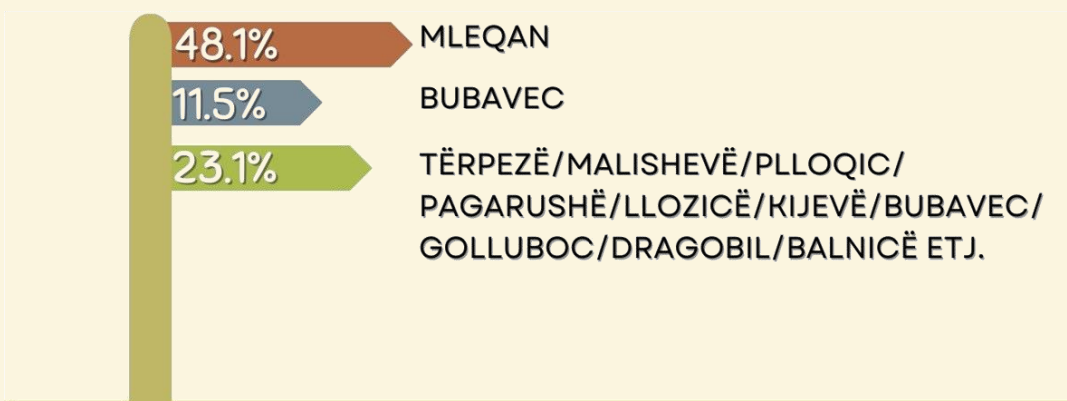 48.1% MLEQAN
11.5% BUBAVEC
23.1% TËRPEZË/MALISHEVË/PLLOQIC/
PAGARUSHË/LLOZICË/KIJEVË/BUBAVEC/
GOLLUBOC/DRAGOBIL/BALNICË ETJ.